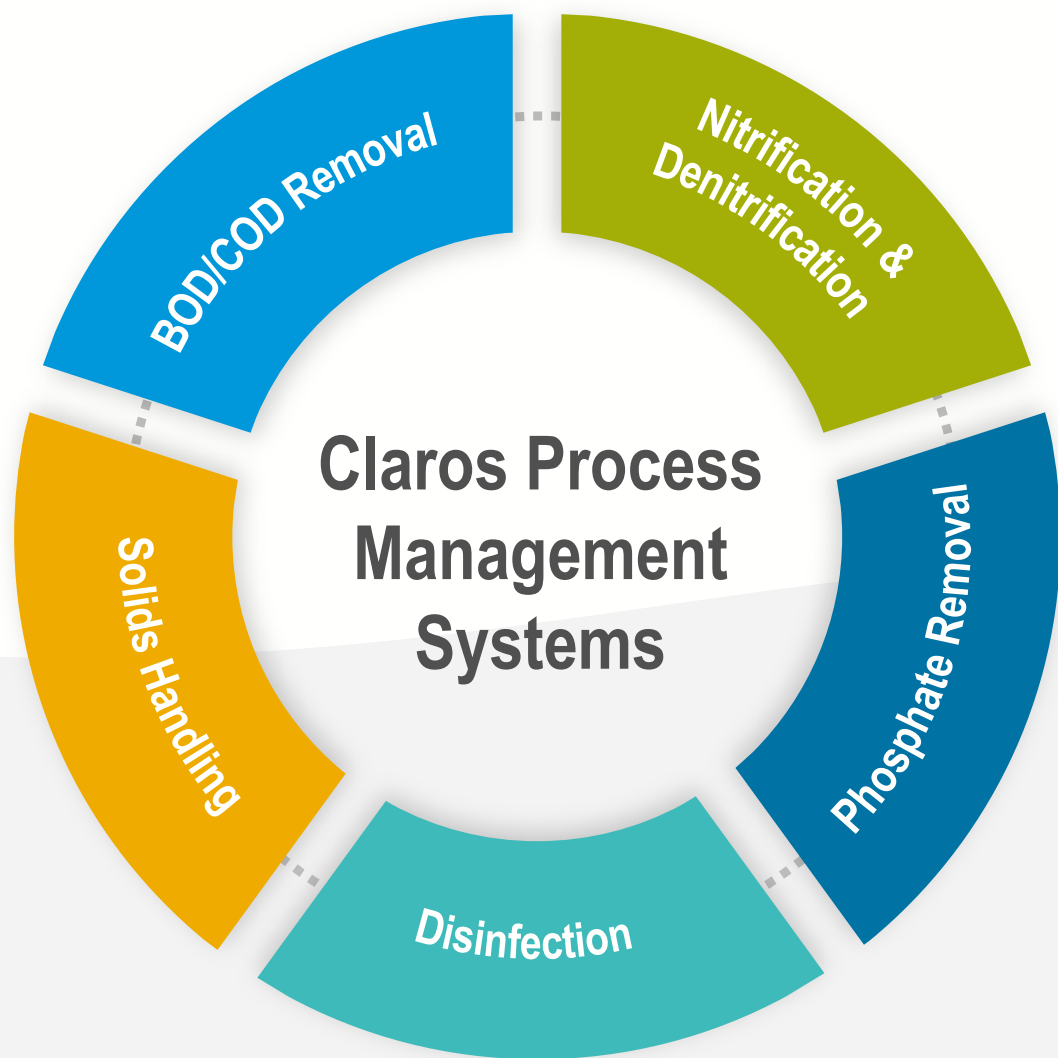 BOD/COD Removal
Nitrification &
Denitrification
Phosphate Removal
Disinfection
Solids Handling
Claros Process
Management
Systems